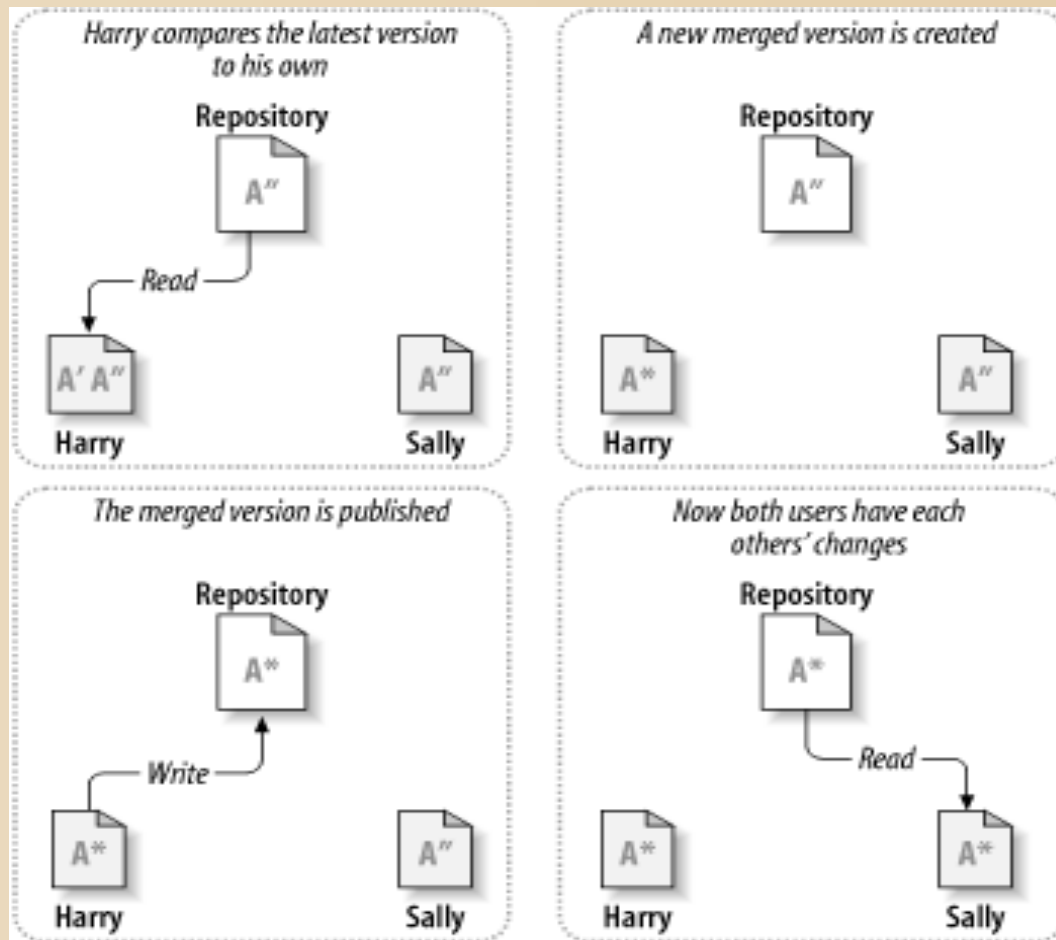 Harry compares the latest version
to his own
Repository
A″
Read
A′ A″
A″
Harry
Sally
A new merged version is created
Repository
A″
A*
A″
Harry
Sally
The merged version is published
Repository
A*
Write
A*
A″
Harry
Sally
Now both users have each
others’ changes
Repository
A*
Read
A*
A*
Harry
Sally